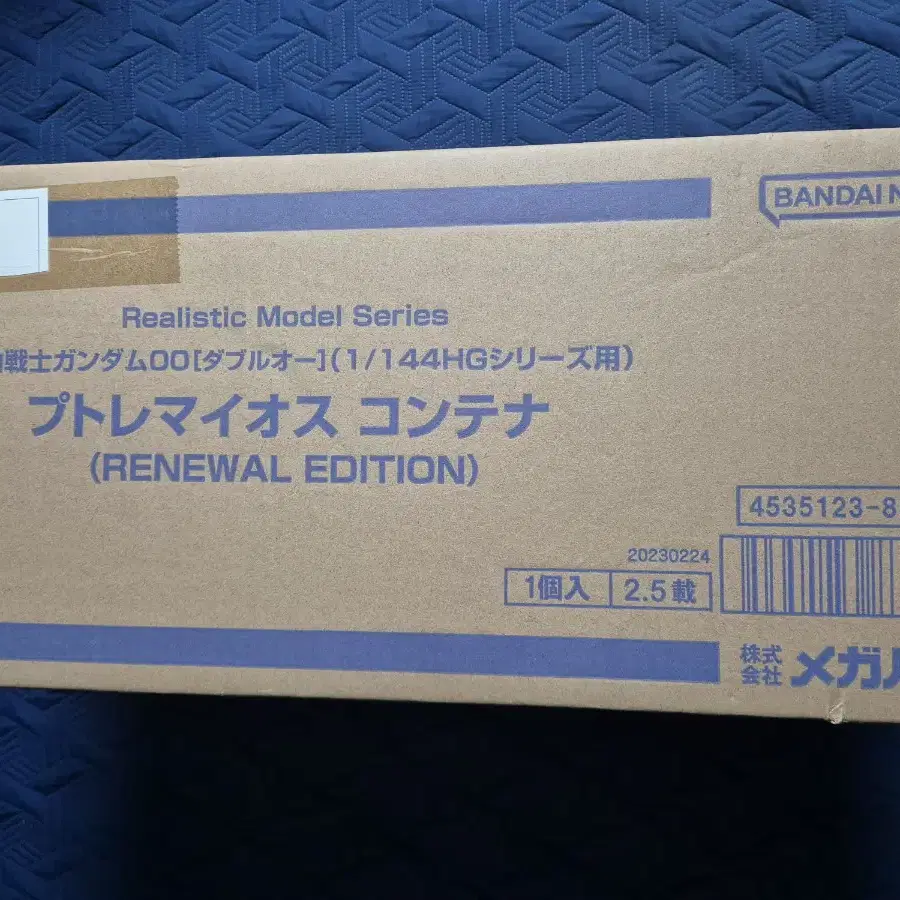 BANDAI N
Realistic Model Series
戦士ガンダム00[ダブルオー](1/144HGシリーズ用)
プトレマイオス コンテナ
(RENEWAL EDITION)
4535123-8
20230224
1個入 2.5載
株式会社 メガハ